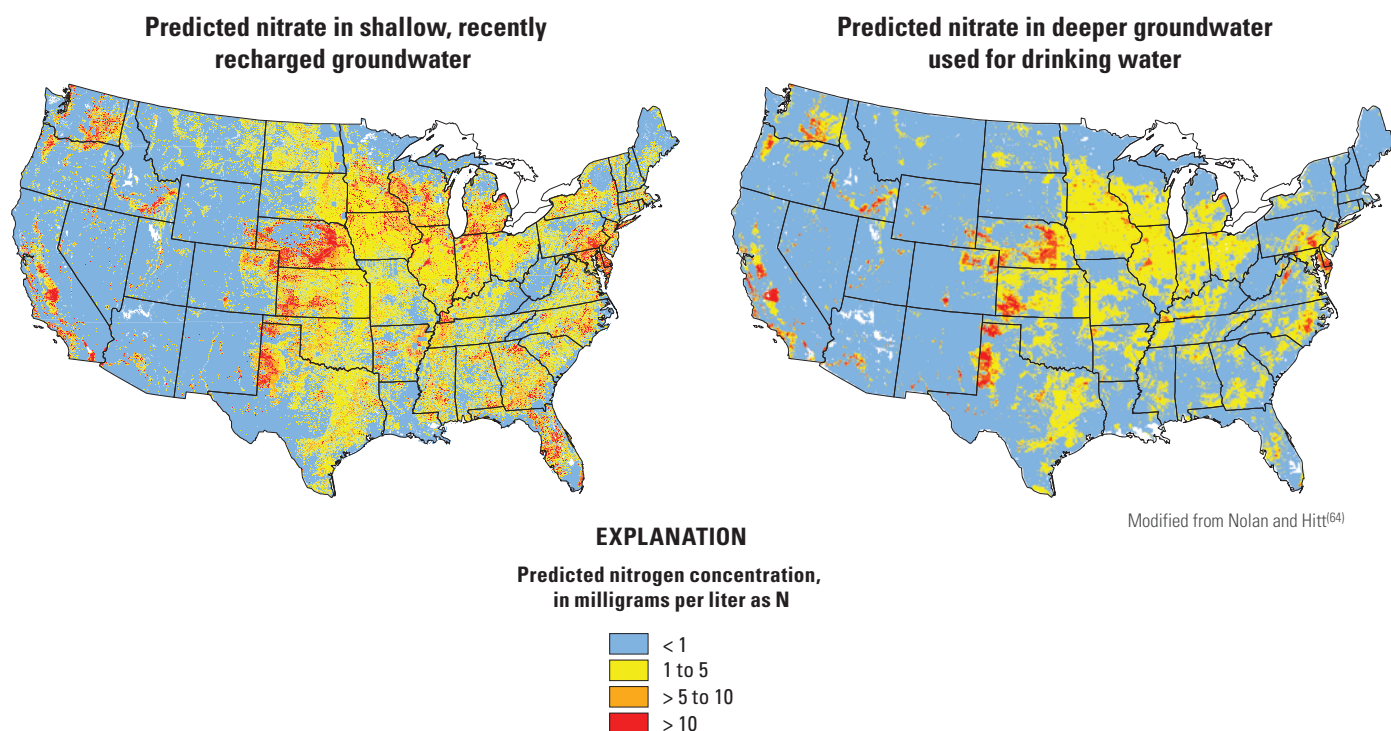 Predicted nitrate in shallow, recently
recharged groundwater
Predicted nitrate in deeper groundwater
used for drinking water
Modified from Nolan and Hitt(64)
EXPLANATION
Predicted nitrogen concentration,
in milligrams per liter as N
< 1
1 to 5
> 5 to 10
> 10